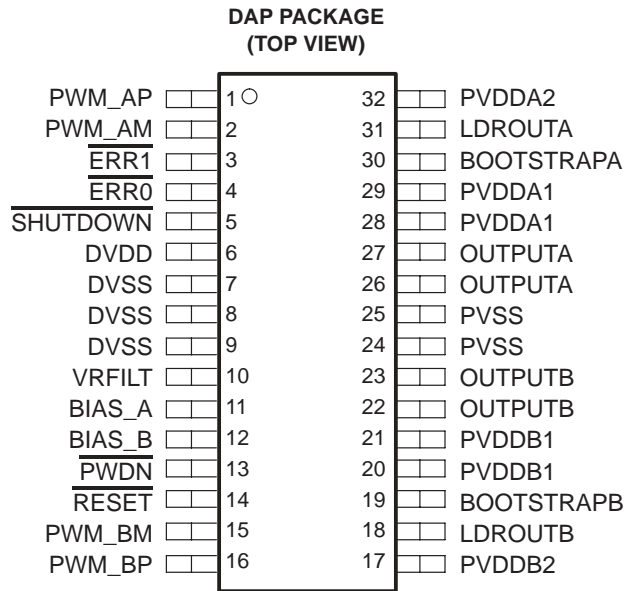 DAP PACKAGE
(TOP VIEW)
PWM_AP 1 32 PVDDA2
PWM_AM 2 31 LDROUTA
ERR1 3 30 BOOTSTRAPA
ERR0 4 29 PVDDA1
SHUTDOWN 5 28 PVDDA1
DVDD 6 27 OUTPUTA
DVSS 7 26 OUTPUTA
DVSS 8 25 PVSS
DVSS 9 24 PVSS
VRFILT 10 23 OUTPUTB
BIAS_A 11 22 OUTPUTB
BIAS_B 12 21 PVDDB1
PWDN 13 20 PVDDB1
RESET 14 19 BOOTSTRAPB
PWM_BM 15 18 LDROUTB
PWM_BP 16 17 PVDDB2